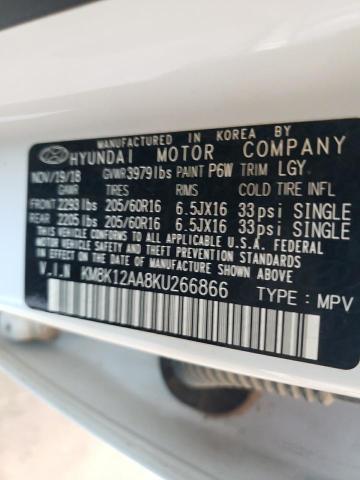 MANUFACTURED IN KOREA BY
HYUNDAI MOTOR COMPANY
NOV/19/18 GVWR 3979 lbs PAINT P6W TRIM LGY
GAWR TIRES RIMS COLD TIRE INFL
FRONT 2293 lbs 205/60R16 6.5JX16 33psi SINGLE
REAR 2205 lbs 205/60R16 6.5JX16 33psi SINGLE
THIS VEHICLE CONFORMS TO ALL APPLICABLE U.S.A. FEDERAL
MOTOR VEHICLE SAFETY STANDARDS
IN EFFECT ON THE DATE OF MANUFACTURE SHOWN ABOVE.
V.I.N KM8K12AA8KU266866 TYPE : MPV